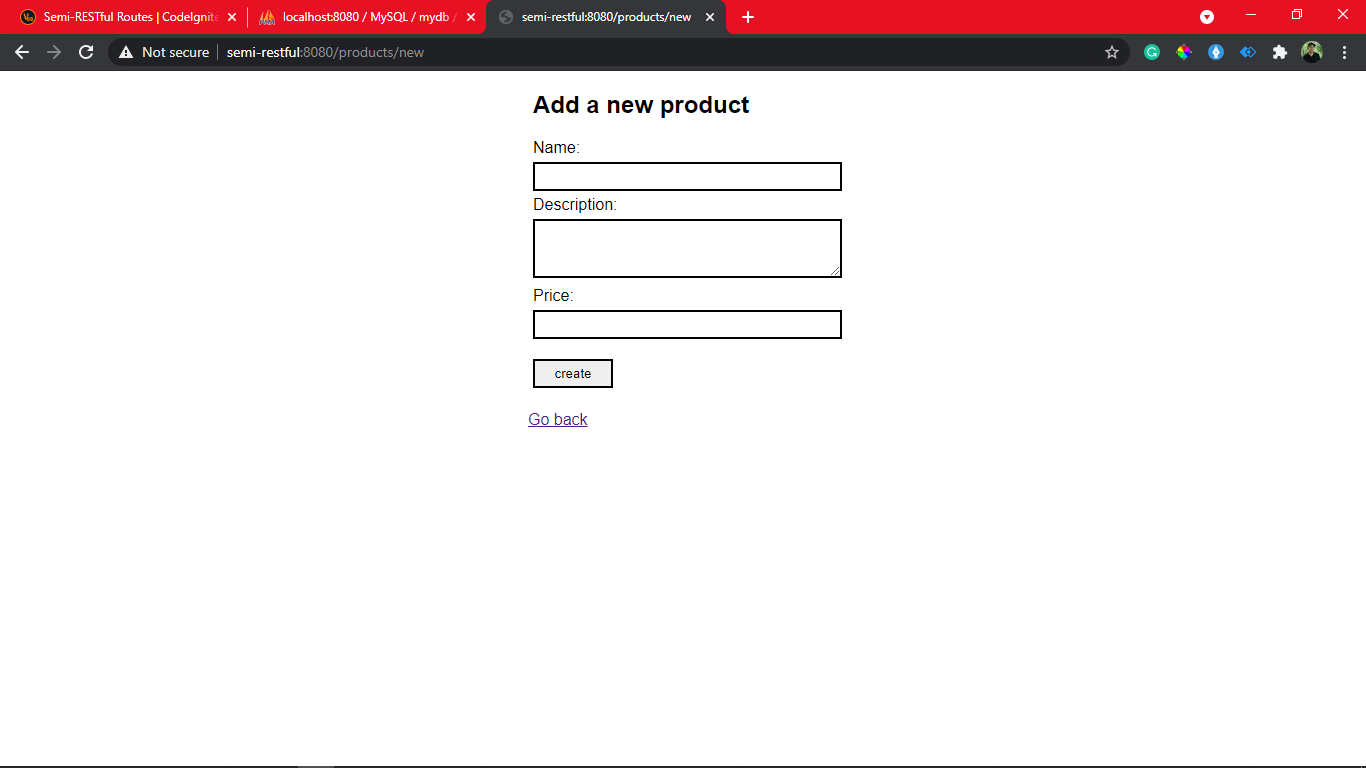 Semi-RESTful Routes | CodeIgnite
localhost:8080 / MySQL / mydb /
semi-restful:8080/products/new
Not secure
semi-restful:8080/products/new
Add a new product
Name:
Description:
Price:
create
Go back